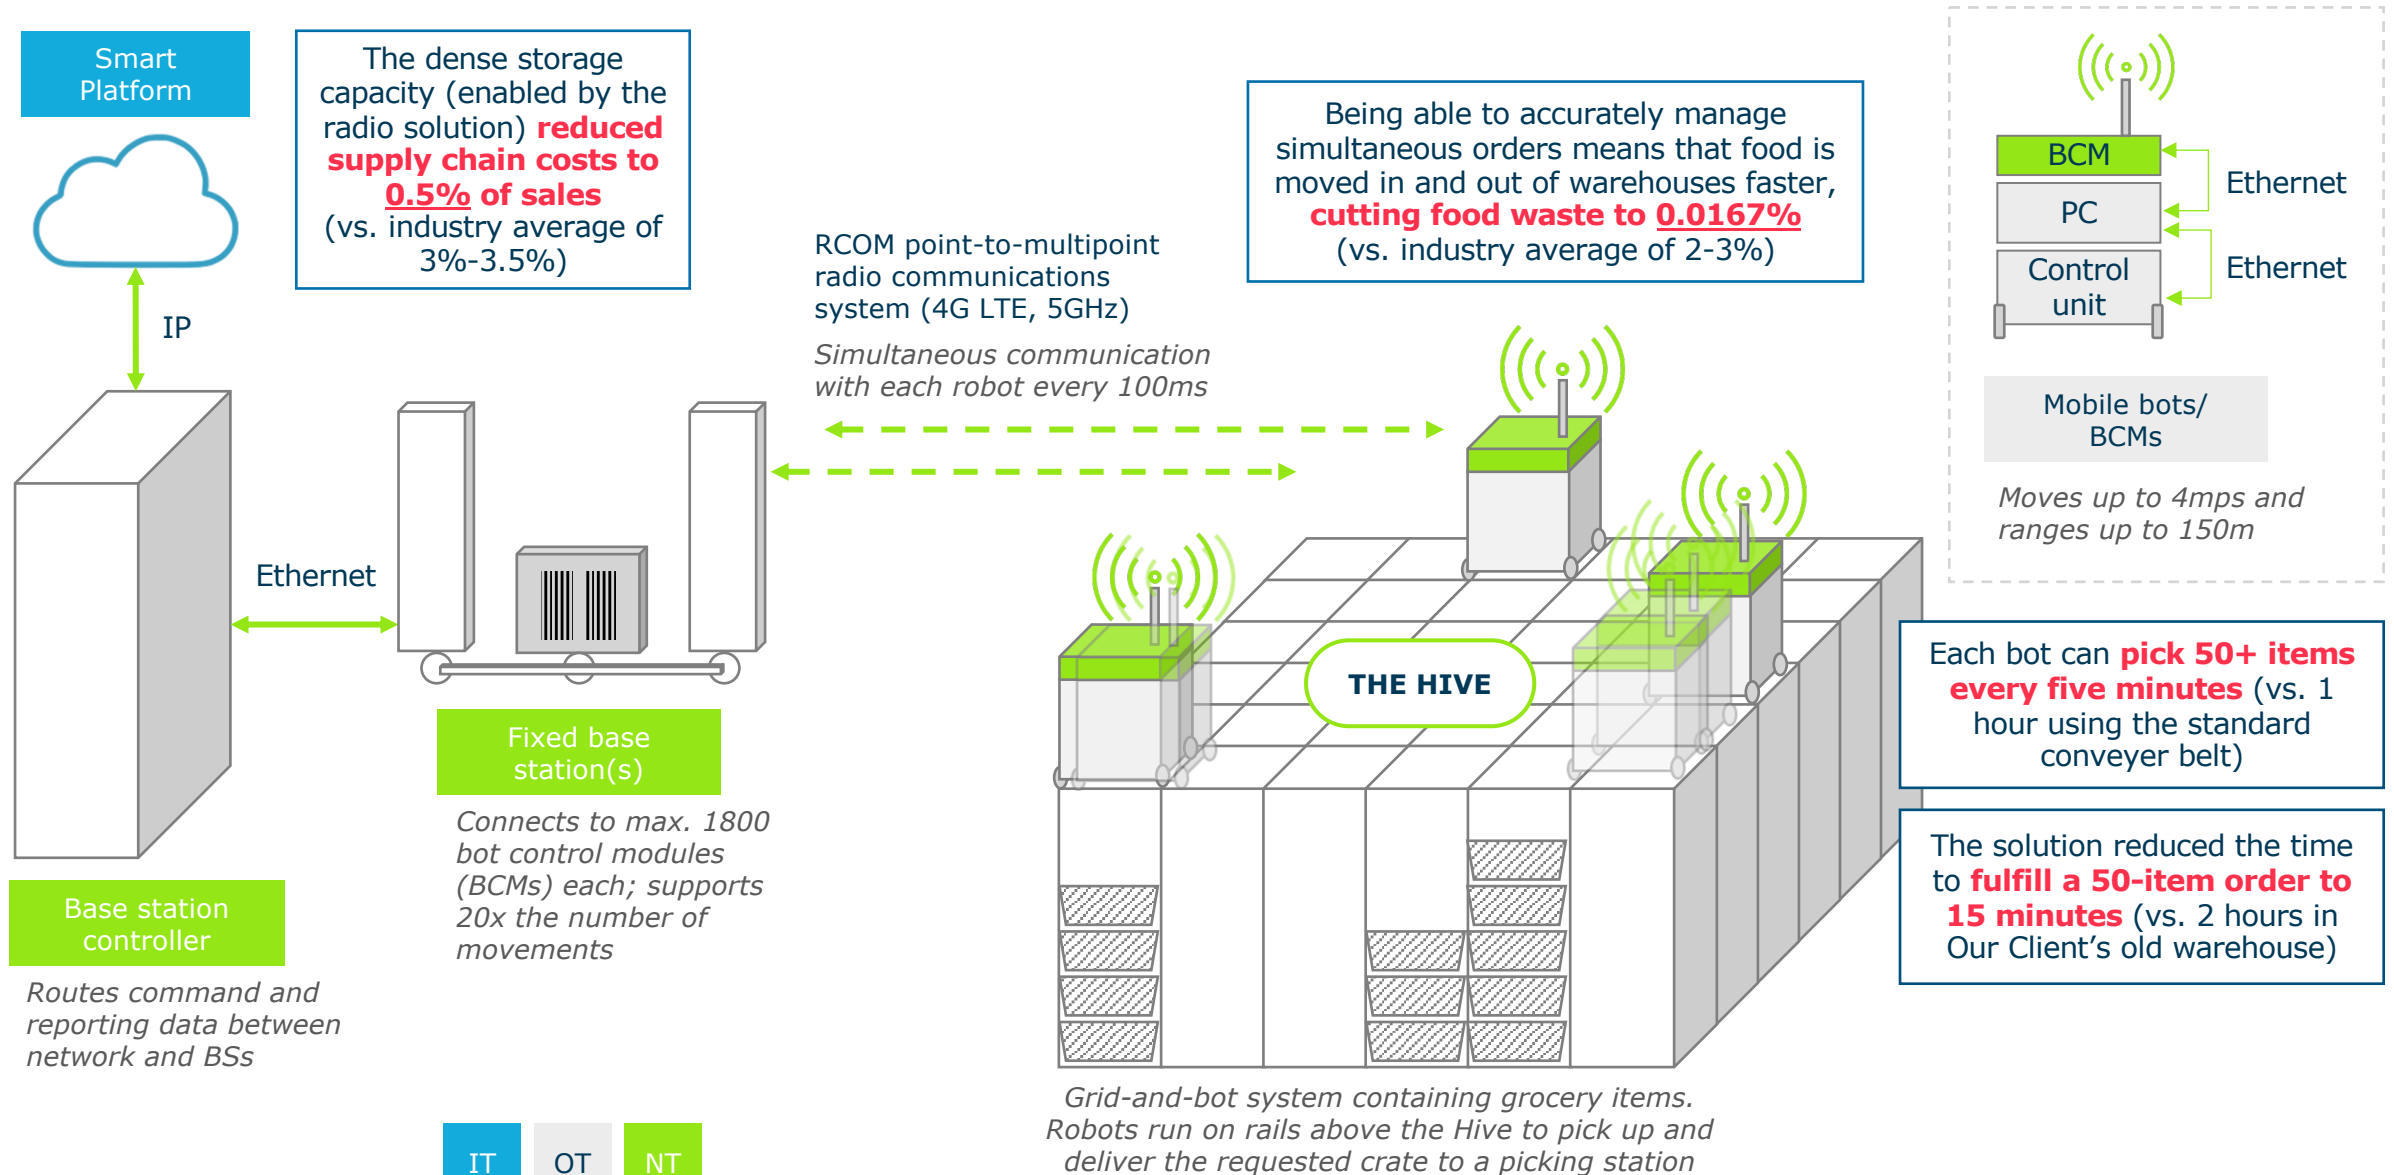 Smart
Platform
The dense storage
capacity (enabled by the
radio solution) reduced
supply chain costs to
0.5% of sales
(vs. industry average of
3%-3.5%)
IP
RCOM point-to-multipoint
radio communications
system (4G LTE, 5GHz)
Simultaneous communication
with each robot every 100ms
Being able to accurately manage
simultaneous orders means that food is
moved in and out of warehouses faster,
cutting food waste to 0.0167%
(vs. industry average of 2-3%)
BCM
PC
Control
unit
Ethernet
Ethernet
Mobile bots/
BCMs
Moves up to 4mps and
ranges up to 150m
Ethernet
Fixed base
station(s)
Connects to max. 1800
bot control modules
(BCMs) each; supports
20x the number of
movements
Base station
controller
Routes command and
reporting data between
network and BSs
THE HIVE
Each bot can pick 50+ items
every five minutes (vs. 1
hour using the standard
conveyer belt)
The solution reduced the time
to fulfill a 50-item order to
15 minutes (vs. 2 hours in
Our Client's old warehouse)
Grid-and-bot system containing grocery items.
Robots run on rails above the Hive to pick up and
deliver the requested crate to a picking station
IT
OT
NT